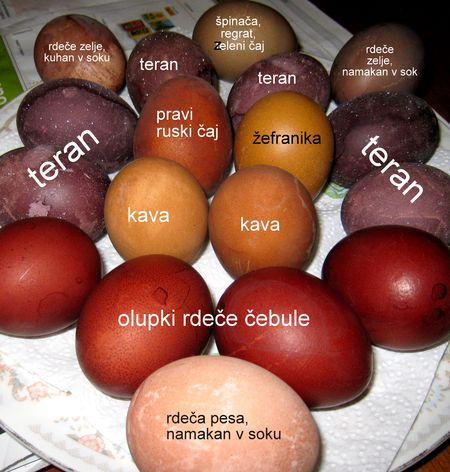 rdeče zelje,
kuhan v soku
teran
špinača,
regrat,
zeleni čaj
teran
rdeče
zelje,
namakan v sok
pravi
ruski čaj
žefranika
teran
teran
kava
kava
olupki rdeče čebule
rdeča pesa,
namakan v soku